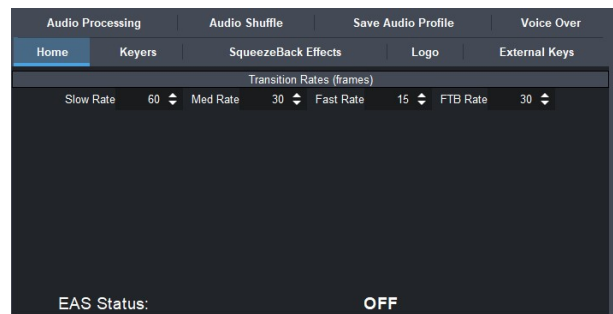 Audio Processing Audio Shuffle Save Audio Profile Voice Over
Home Keyers SqueezeBack Effects Logo External Keys
Transition Rates (frames)
Slow Rate 60 Med Rate 30 Fast Rate 15 FTB Rate 30
EAS Status: OFF